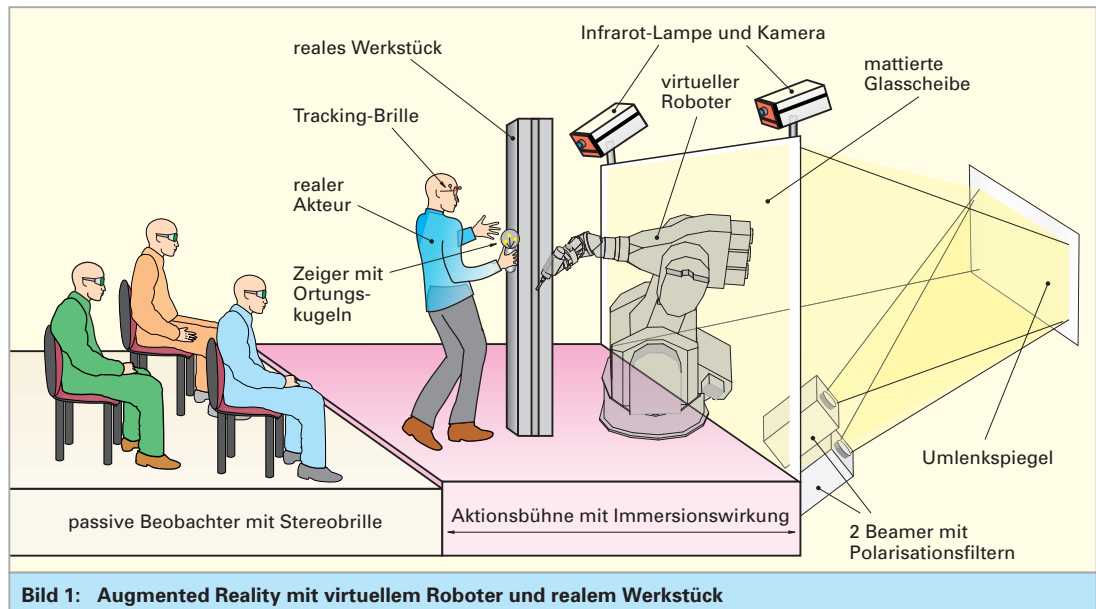 Infrarot-Lampe und Kamera
reales Werkstück
mattierte
Glasscheibe
virtueller
Roboter
Tracking-Brille
realer
Akteur
Zeiger mit
Ortungs-
kugeln
Umlenkspiegel
passive Beobachter mit Stereobrille
Aktionsbühne mit Immersionswirkung
2 Beamer mit
Polarisationsfiltern
Bild 1: Augmented Reality mit virtuellem Roboter und realem Werkstück